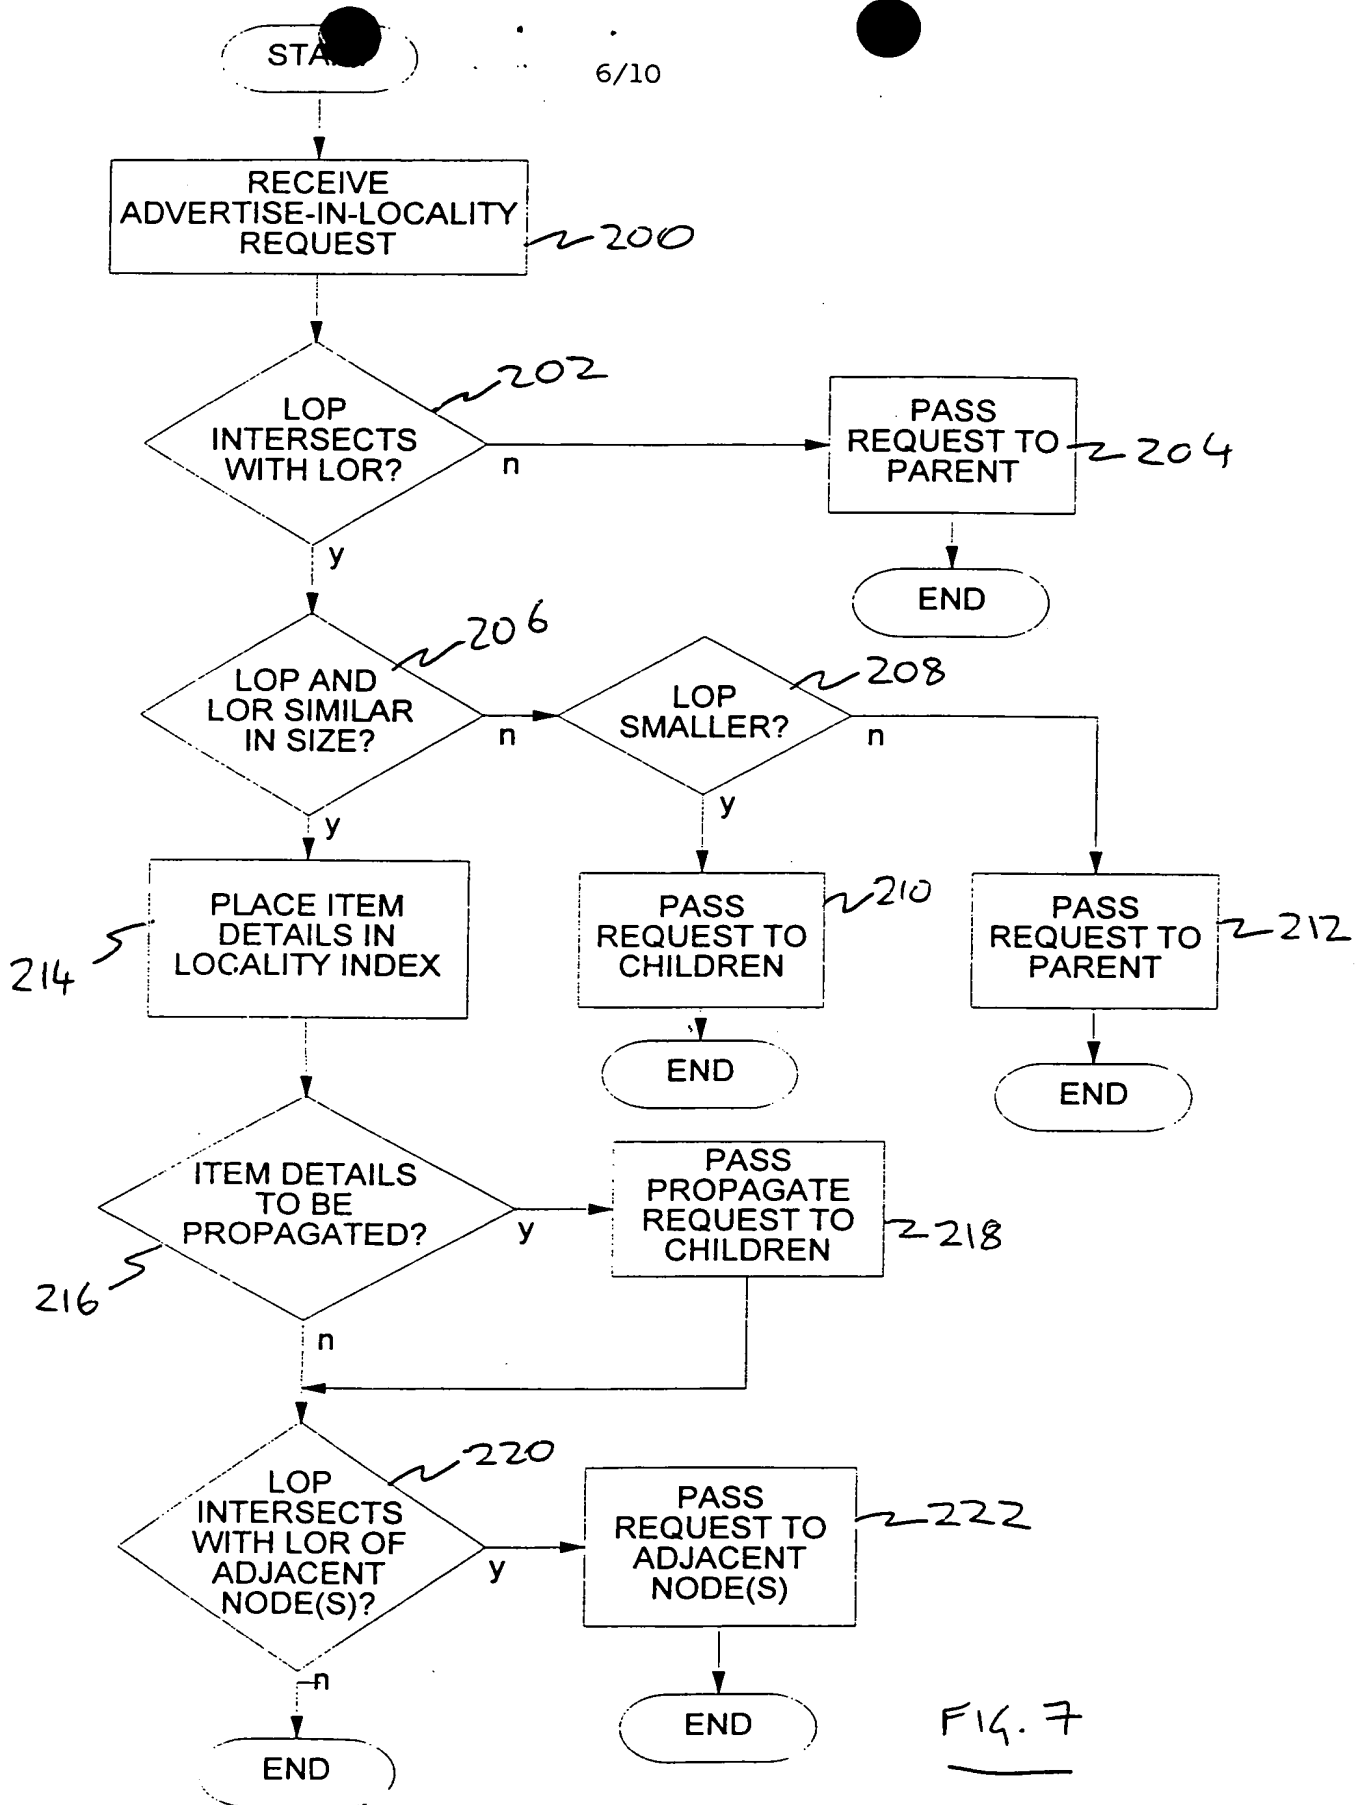 6/10
RECEIVE
ADVERTISE-IN-LOCALITY
REQUEST
200
LOP
INTERSECTS
WITH LOR?
202
n
y
PASS
REQUEST TO
PARENT
204
END
LOP AND
LOR SIMILAR
IN SIZE?
206
n
y
LOP
SMALLER?
208
n
y
PLACE ITEM
DETAILS IN
LOCALITY INDEX
214
PASS
REQUEST TO
CHILDREN
210
END
PASS
REQUEST TO
PARENT
212
END
ITEM DETAILS
TO BE
PROPAGATED?
216
y
n
PASS
PROPAGATE
REQUEST TO
CHILDREN
218
LOP
INTERSECTS
WITH LOR OF
ADJACENT
NODE(S)?
220
y
n
PASS
REQUEST TO
ADJACENT
NODE(S)
222
END
END
FIG. 7